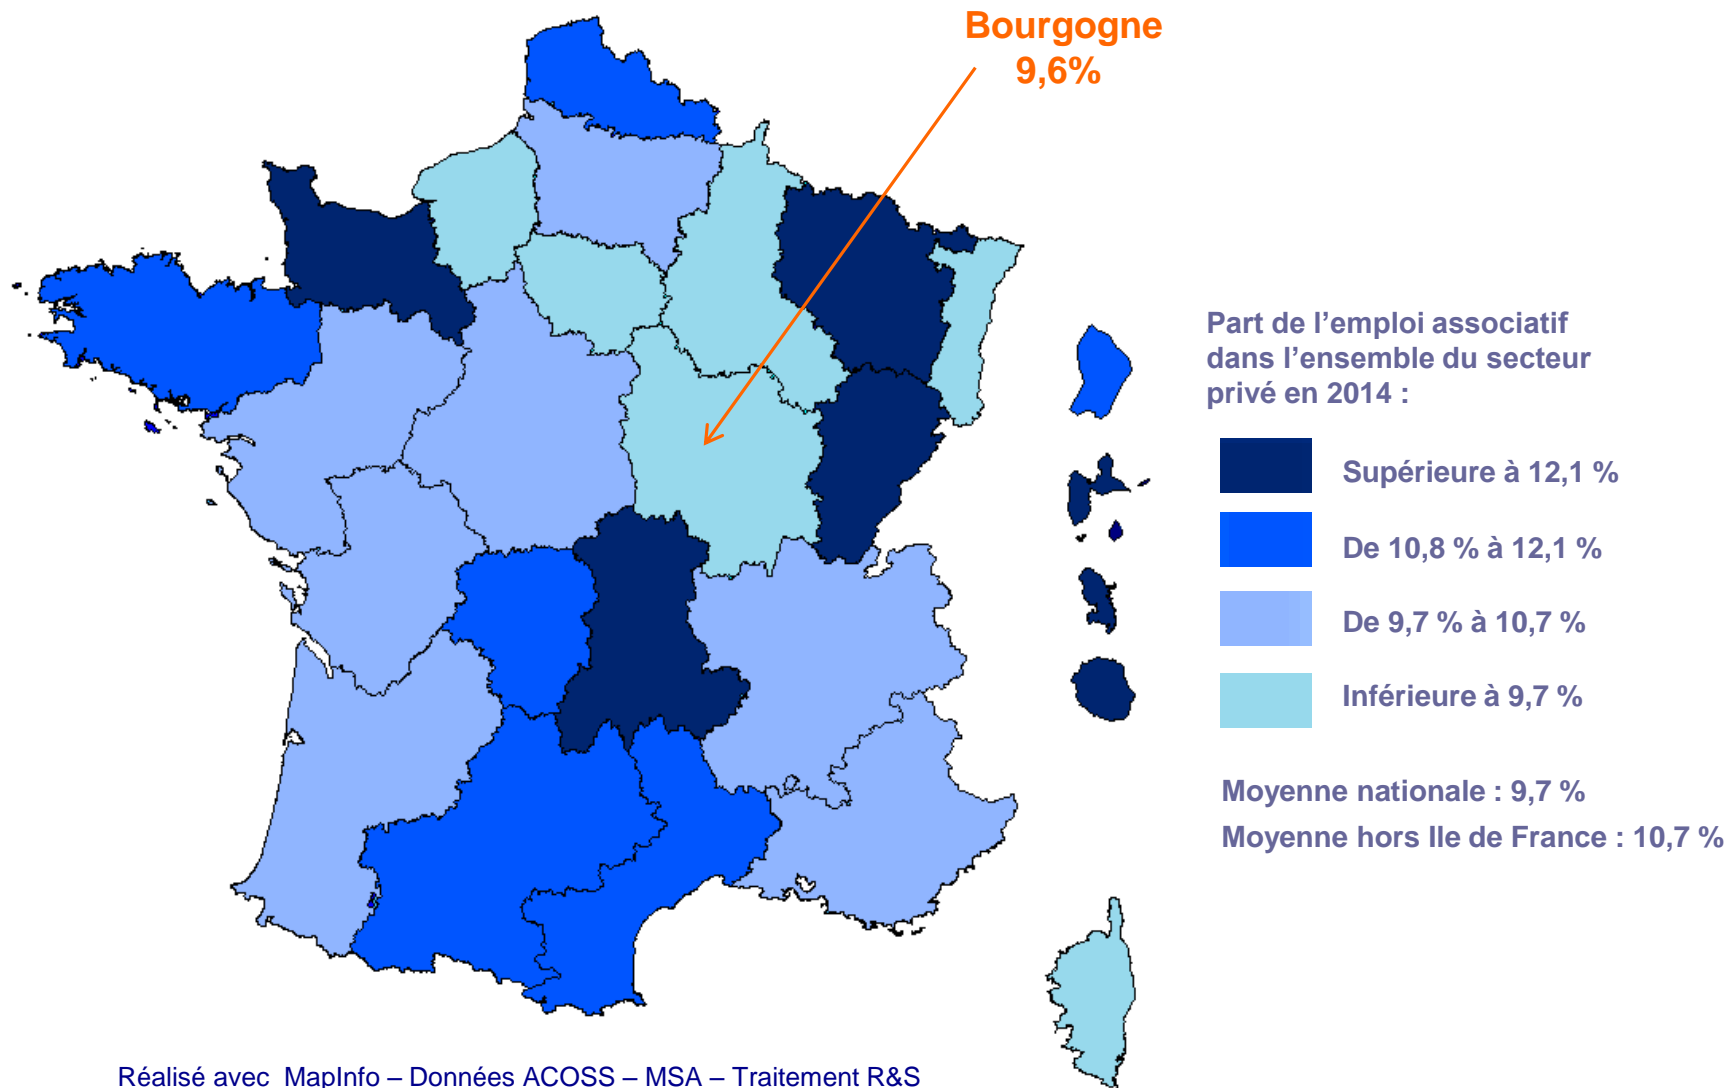 Bourgogne
9,6%
Part de l’emploi associatif
dans l’ensemble du secteur
privé en 2014 :
Supérieure à 12,1 %
De 10,8 % à 12,1 %
De 9,7 % à 10,7 %
Inférieure à 9,7 %
Moyenne nationale : 9,7 %
Moyenne hors Ile de France : 10,7 %
Réalisé avec MapInfo – Données ACOSS – MSA – Traitement R&S